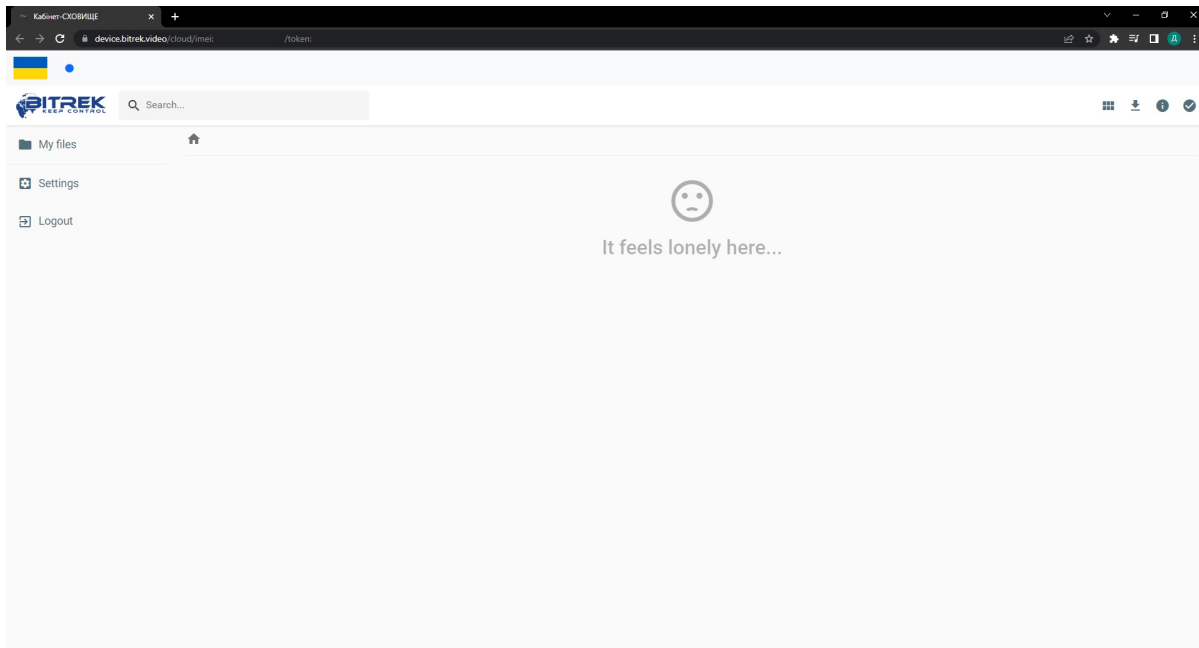 Кабінет-СХОВИЩЕ
device.bitrek.video/cloud/imei: /token:
Д
BITREK
KEEP CONTROL
Search...
My files
Settings
Logout
It feels lonely here...